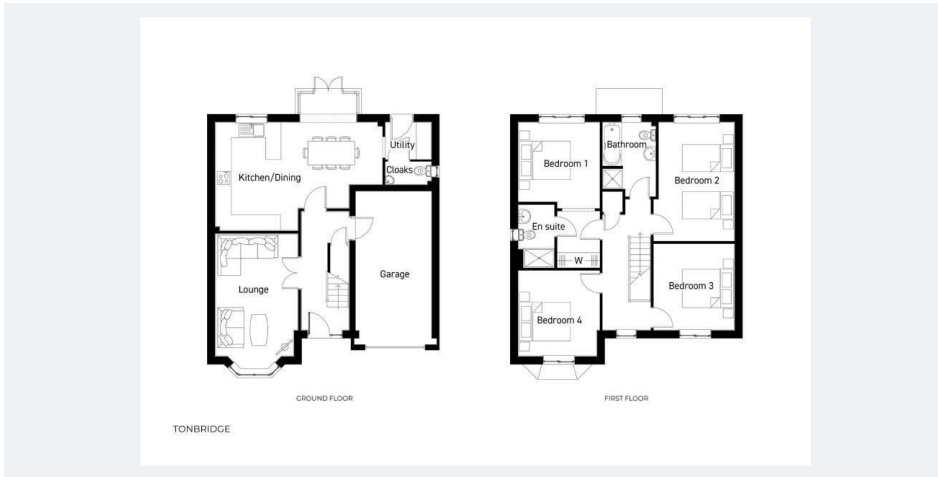 Utility
Cloaks
Kitchen/Dining
Garage
Lounge
GROUND FLOOR
Bedroom 1
Bathroom
Bedroom 2
En suite
W
Bedroom 3
Bedroom 4
FIRST FLOOR
TONBRIDGE